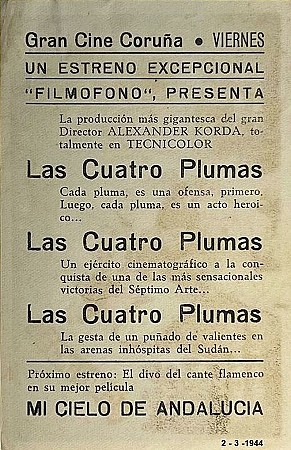 Gran Cine Coruña • VIERNES
UN ESTRENO EXCEPCIONAL
"FILMOFONO", PRESENTA
La producción más gigantesca del gran
Director ALEXANDER KORDA, to-
talmente en TECNICOLOR
Las Cuatro Plumas
Cada pluma, es una ofensa, primero.
Luego, cada pluma, es un acto heroi-
co...
Las Cuatro Plumas
Un ejército cinematográfico a la con-
quista de una de las más sensacionales
victorias del Séptimo Arte...
Las Cuatro Plumas
La gesta de un puñado de valientes en
las arenas inhóspitas del Sudán...
Próximo estreno: El divo del cante flamenco
en su mejor película
MI CIELO DE ANDALUCIA
2-3-1944